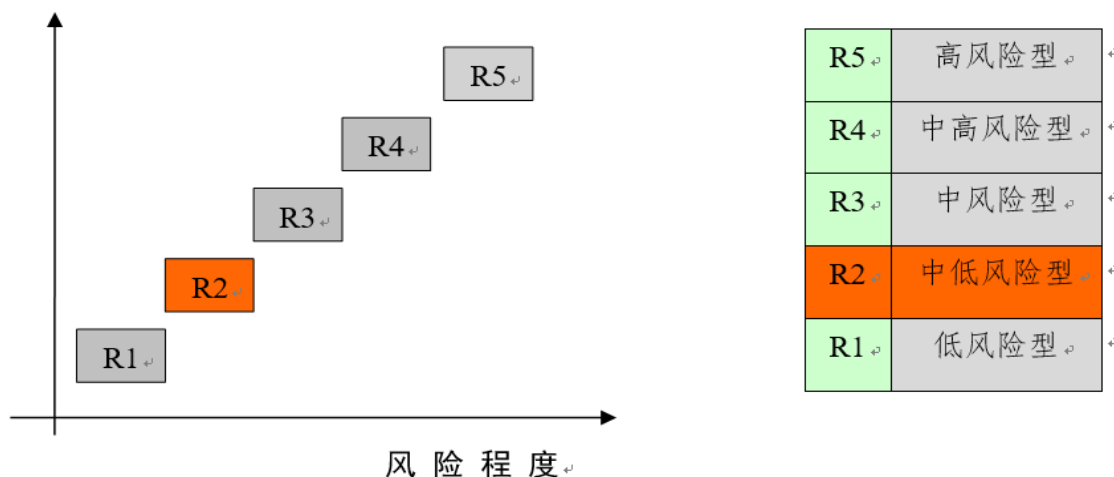 R5
R4
R3
R2
R1
风险程度
R5 高风险型
R4 中高风险型
R3 中风险型
R2 中低风险型
R1 低风险型